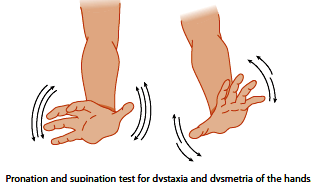 Pronation and supination test for dystaxia and dysmetria of the hands